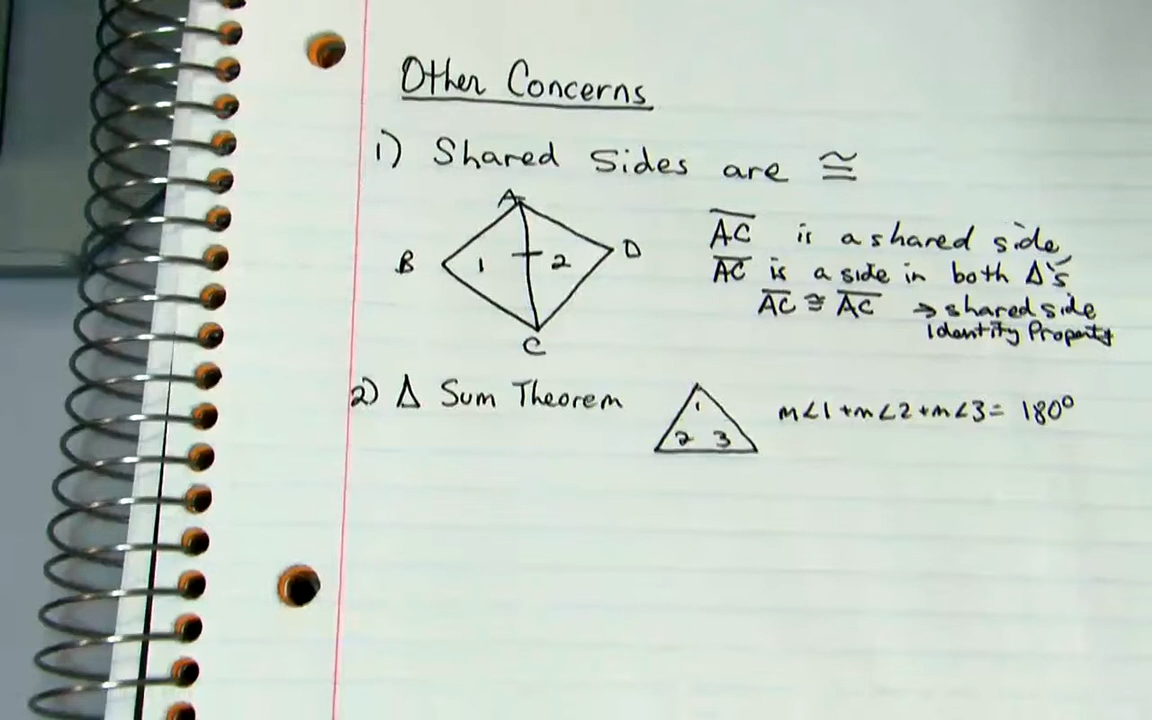 Other Concerns
1) Shared Sides are ≅
A
B
1
2
D
C
AC is a shared side,
AC is a side in both Δ's
AC ≅ AC → shared side
Identity Property
2) Δ Sum Theorem
1
2 3
m∠1+m∠2+m∠3= 180°